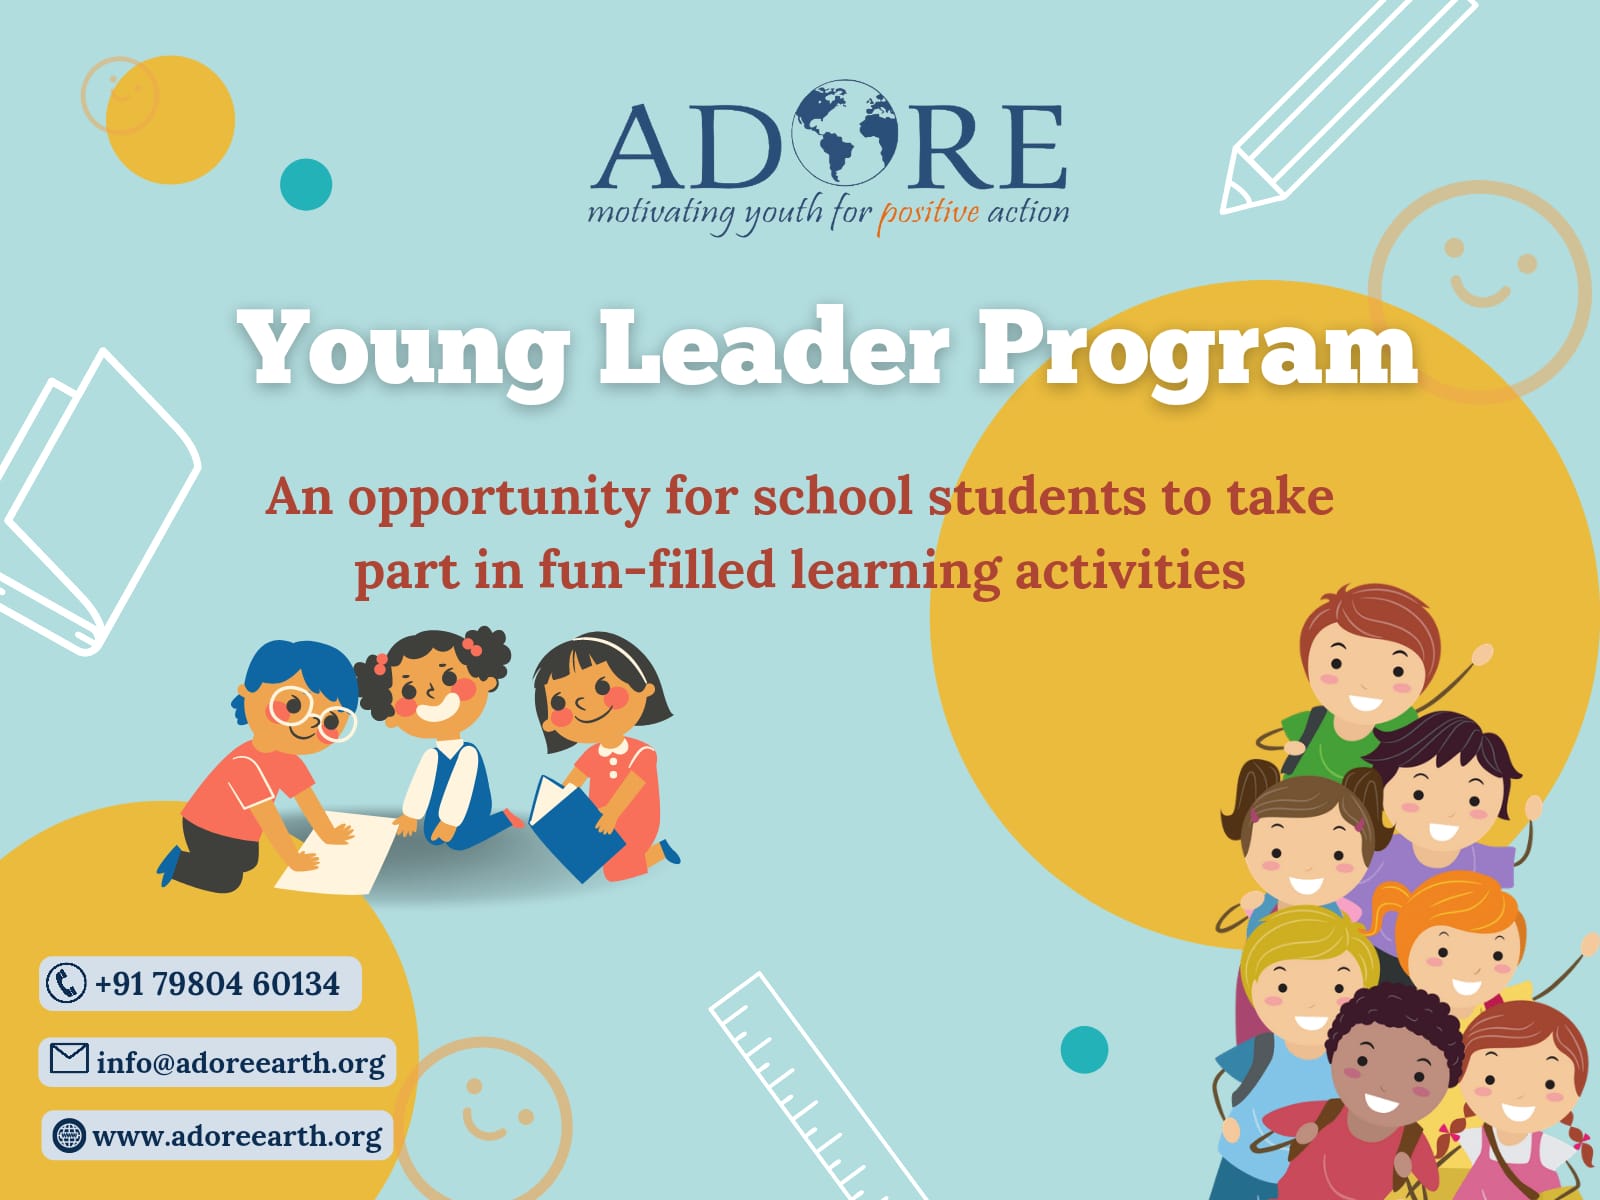 ADORE
motivating youth for positive action
Young Leader Program
An opportunity for school students to take
part in fun-filled learning activities
+91 79804 60134
info@adoreearth.org
www.adoreearth.org